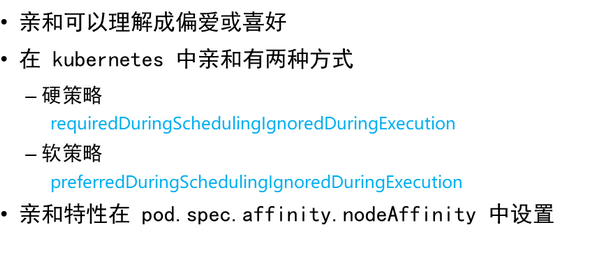 • 亲和可以理解成偏爱或喜好
• 在 kubernetes 中亲和有两种方式
– 硬策略
requiredDuringSchedulingIgnoredDuringExecution
– 软策略
preferredDuringSchedulingIgnoredDuringExecution
• 亲和特性在 pod.spec.affinity.nodeAffinity 中设置